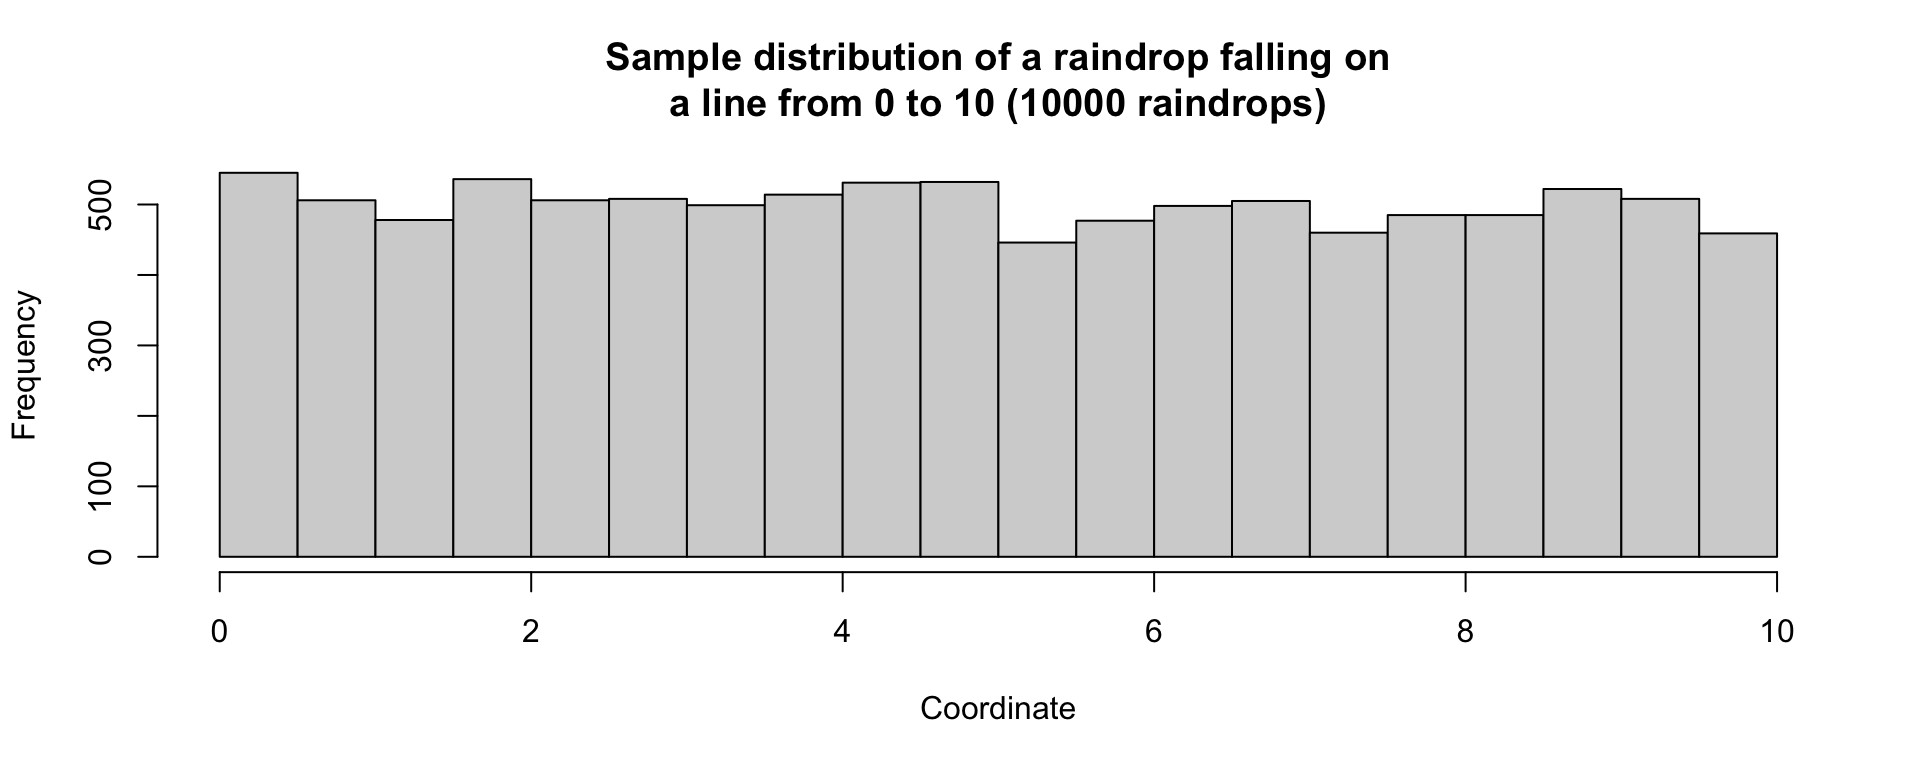 Sample distribution of a raindrop falling on
a line from 0 to 10 (10000 raindrops)
Frequency
500
300
100
0
0 2 4 6 8 10
Coordinate